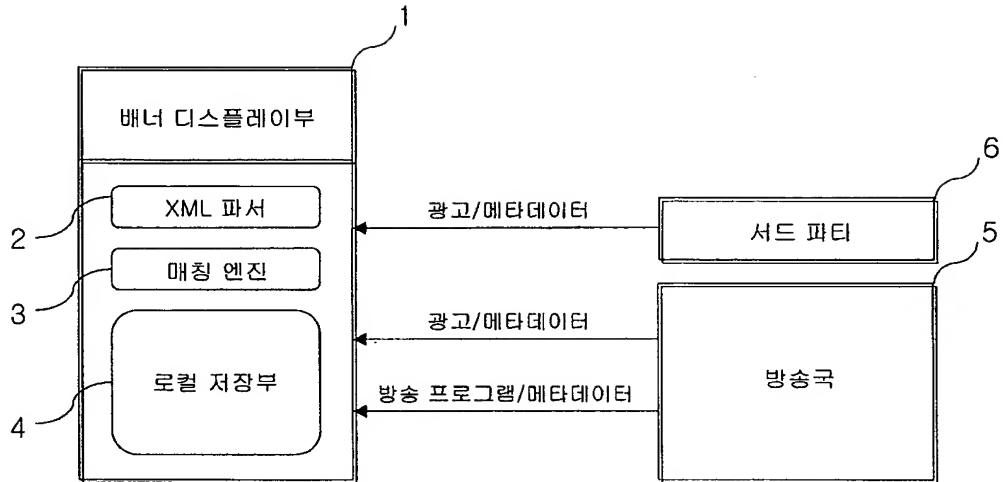 1
배너 디스플레이부
6
XML 파서
광고/메타데이터
서드 파티
2
5
매칭 엔진
3
광고/메타데이터
로컬 저장부
방송국
방송 프로그램/메타데이터
4